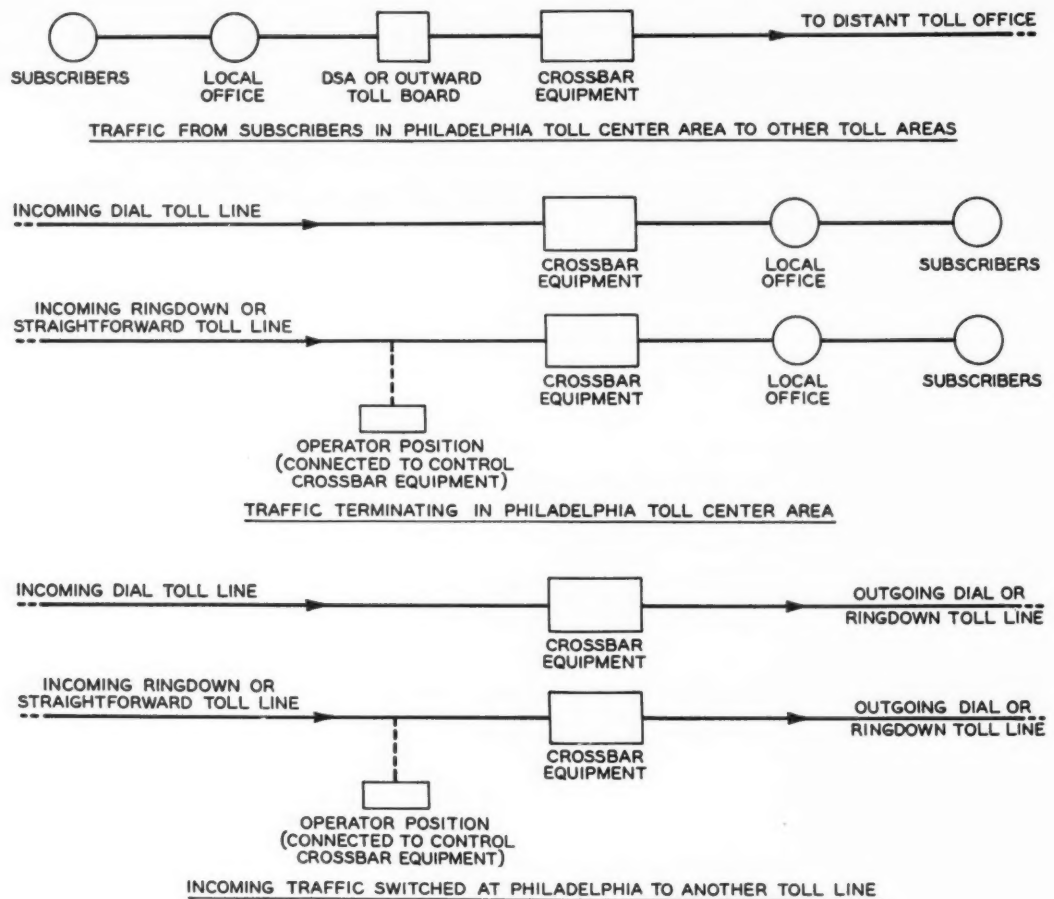 TO DISTANT TOLL OFFICE
SUBSCRIBERS
LOCAL
OFFICE
DSA OR OUTWARD
TOLL BOARD
CROSSBAR
EQUIPMENT
TRAFFIC FROM SUBSCRIBERS IN PHILADELPHIA TOLL CENTER AREA TO OTHER TOLL AREAS
INCOMING DIAL TOLL LINE
CROSSBAR
EQUIPMENT
LOCAL
OFFICE
SUBSCRIBERS
INCOMING RINGDOWN OR
STRAIGHTFORWARD TOLL LINE
CROSSBAR
EQUIPMENT
LOCAL
OFFICE
SUBSCRIBERS
OPERATOR POSITION
(CONNECTED TO CONTROL
CROSSBAR EQUIPMENT)
TRAFFIC TERMINATING IN PHILADELPHIA TOLL CENTER AREA
INCOMING DIAL TOLL LINE
CROSSBAR
EQUIPMENT
OUTGOING DIAL OR
RINGDOWN TOLL LINE
INCOMING RINGDOWN OR
STRAIGHTFORWARD TOLL LINE
CROSSBAR
EQUIPMENT
OUTGOING DIAL OR
RINGDOWN TOLL LINE
OPERATOR POSITION
(CONNECTED TO CONTROL
CROSSBAR EQUIPMENT)
INCOMING TRAFFIC SWITCHED AT PHILADELPHIA TO ANOTHER TOLL LINE